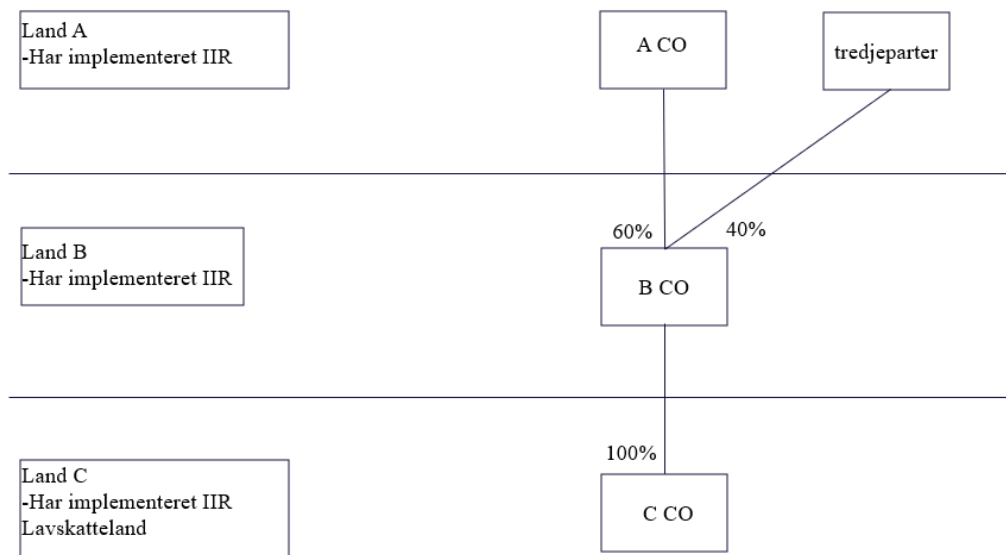 Land A
-Har implementeret IIR
A CO
tredjeparter
Land B
-Har implementeret IIR
60%
40%
B CO
100%
Land C
-Har implementeret IIR
Lavskatteland
C CO